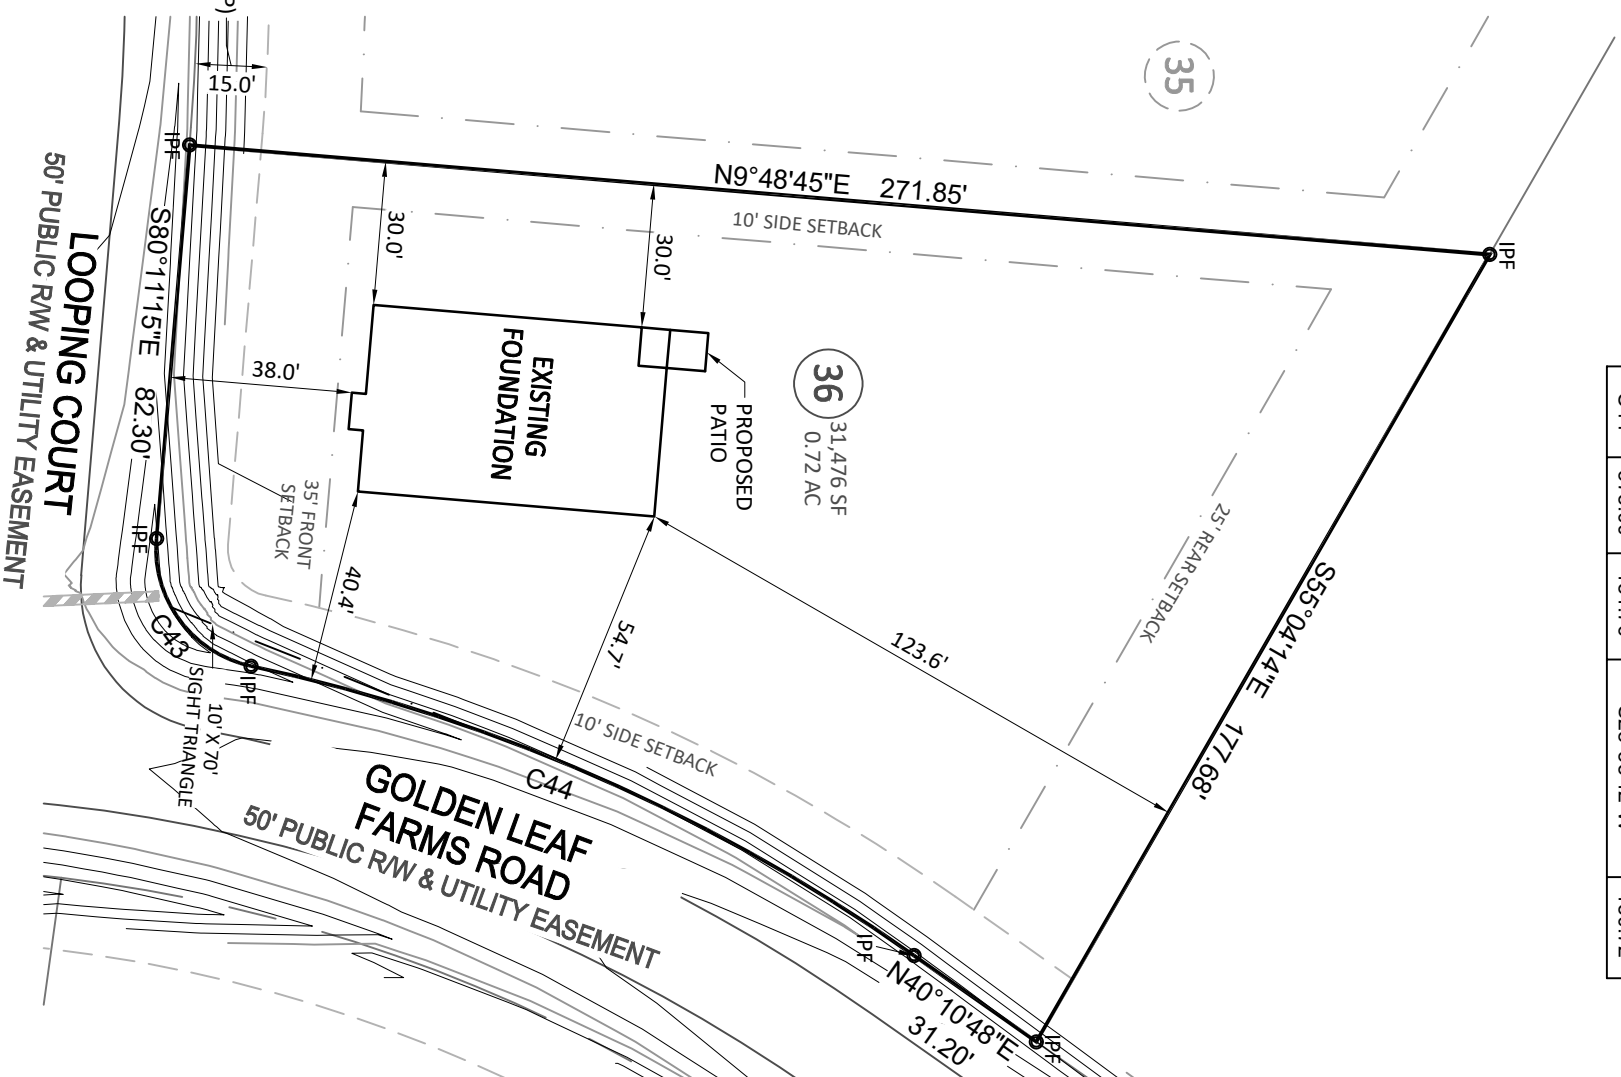 35
15.0'
IPF
N9°48'45"E 271.85'
10' SIDE SETBACK
IPF
30.0'
30.0'
EXISTING
FOUNDATION
PROPOSED
PATIO
36
31,476 SF
0.72 AC
38.0'
S80°11'15"E 82.30'
LOOPING COURT
50' PUBLIC R/W & UTILITY EASEMENT
35' FRONT
SETBACK
IPF
40.4'
54.7'
123.6'
25' REAR SETBACK
S55°04'14"E 177.68'
C43
IPF
10' X 70'
SIGHT TRIANGLE
10' SIDE SETBACK
C44
GOLDEN LEAF
FARMS ROAD
50' PUBLIC R/W & UTILITY EASEMENT
IPF
N40°10'48"E
31.20'
IPF